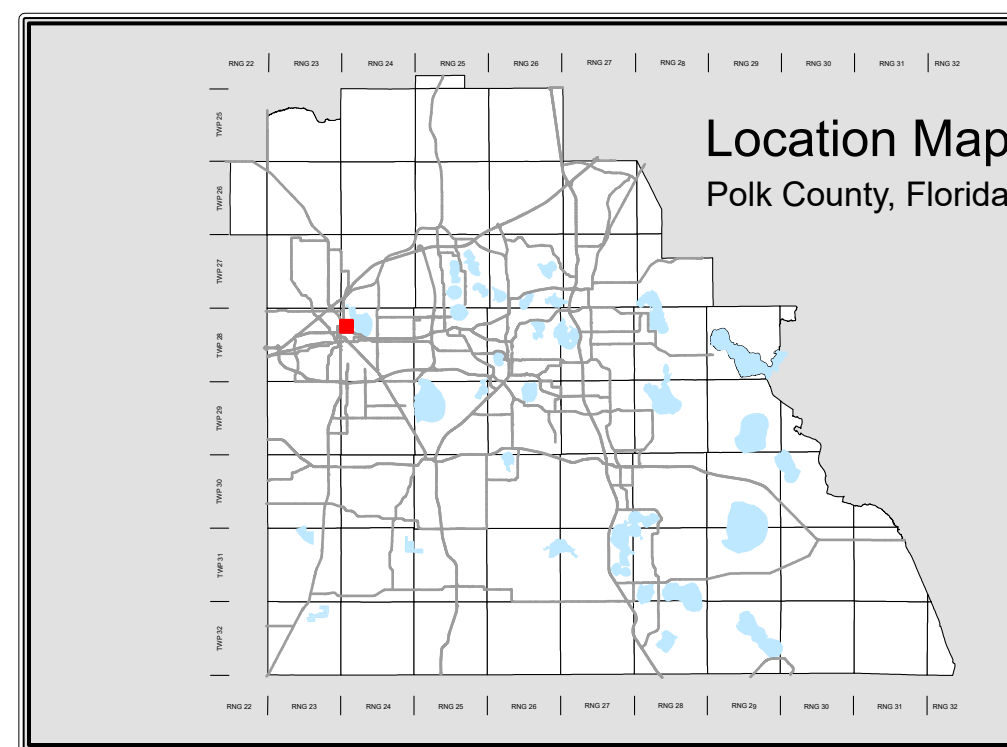 RNG 22 RNG 23 RNG 24 RNG 25 RNG 26 RNG 27 RNG 28 RNG 29 RNG 30 RNG 31 RNG 32
Location Map
Polk County, Florida
TWP 25
TWP 26
TWP 27
TWP 28
TWP 29
TWP 30
TWP 31
TWP 32
RNG 22 RNG 23 RNG 24 RNG 25 RNG 26 RNG 27 RNG 28 RNG 29 RNG 30 RNG 31 RNG 32